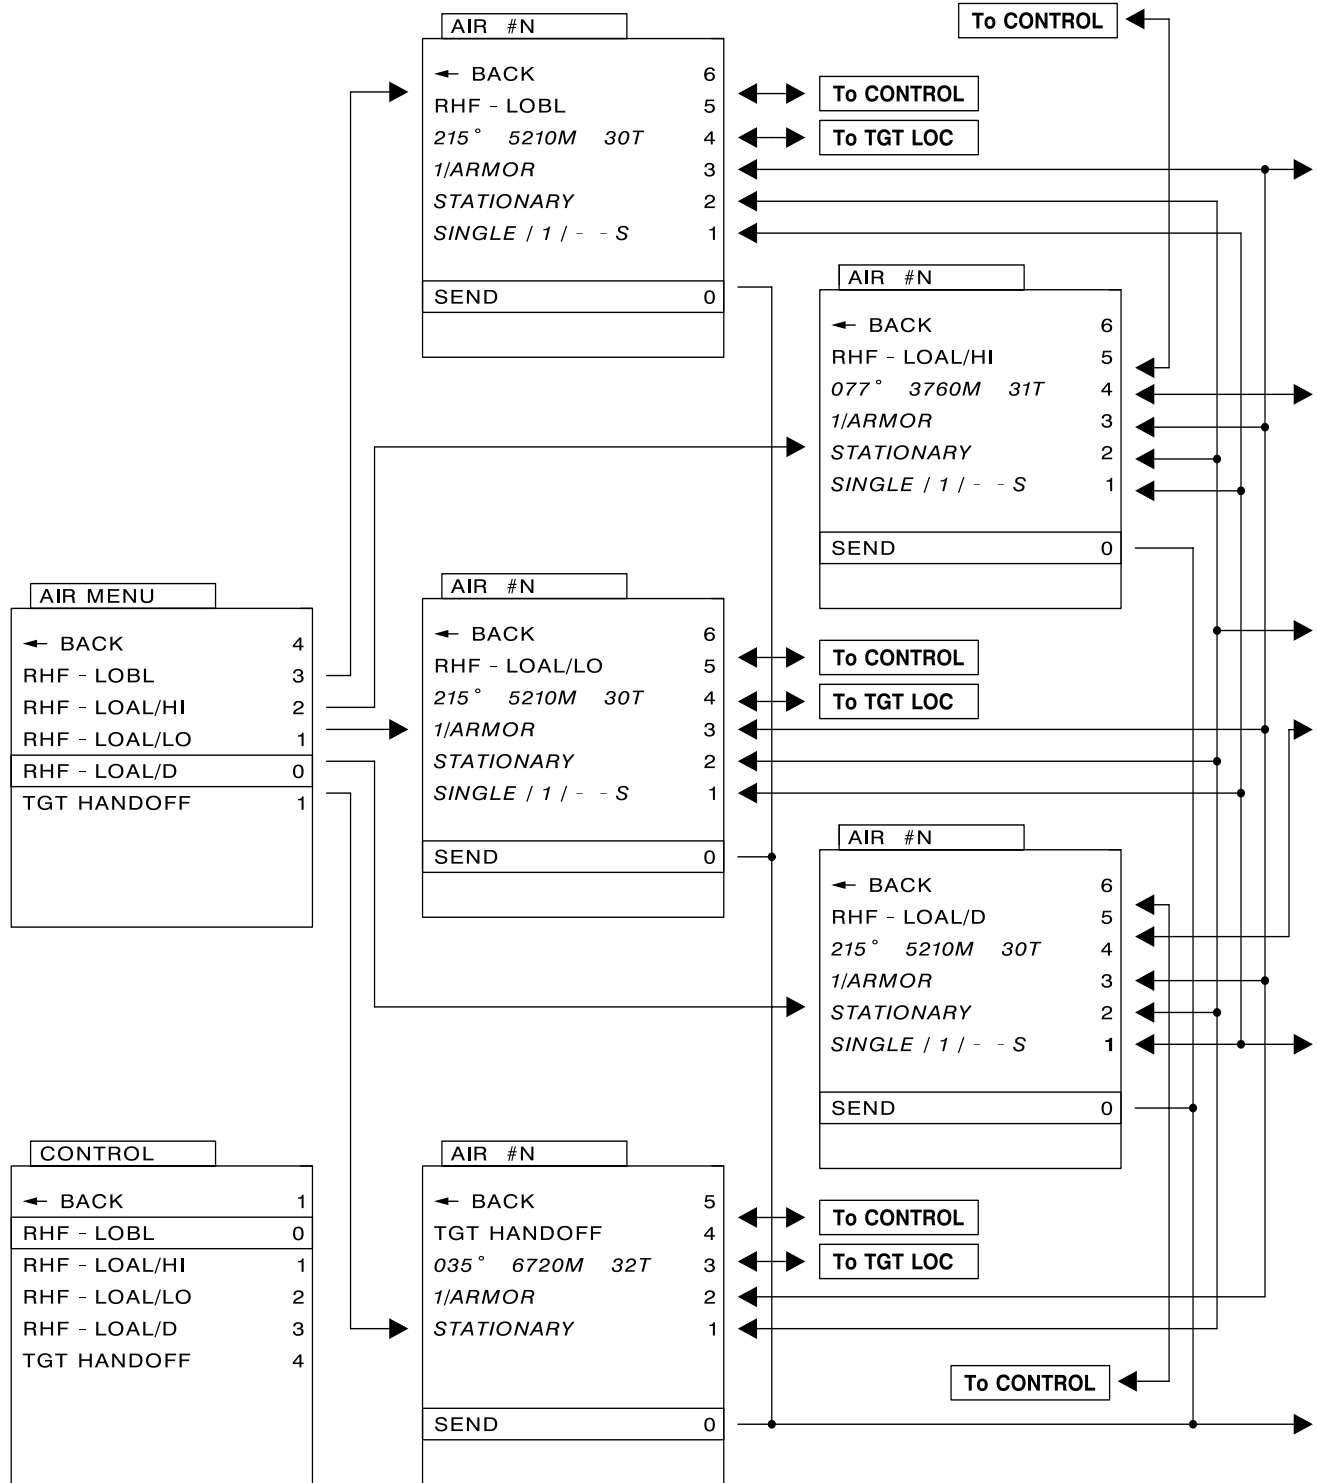 AIR #N
← BACK 6
RHF - LOBL 5
215° 5210M 30T 4
1/ARMOR 3
STATIONARY 2
SINGLE / 1 / - - S 1
SEND 0
To CONTROL
To CONTROL
To TGT LOC
AIR #N
← BACK 6
RHF - LOAL/HI 5
077° 3760M 31T 4
1/ARMOR 3
STATIONARY 2
SINGLE / 1 / - - S 1
SEND 0
AIR MENU
← BACK 4
RHF - LOBL 3
RHF - LOAL/HI 2
RHF - LOAL/LO 1
RHF - LOAL/D 0
TGT HANDOFF 1
AIR #N
← BACK 6
RHF - LOAL/LO 5
215° 5210M 30T 4
1/ARMOR 3
STATIONARY 2
SINGLE / 1 / - - S 1
SEND 0
To CONTROL
To TGT LOC
AIR #N
← BACK 6
RHF - LOAL/D 5
215° 5210M 30T 4
1/ARMOR 3
STATIONARY 2
SINGLE / 1 / - - S 1
SEND 0
CONTROL
← BACK 1
RHF - LOBL 0
RHF - LOAL/HI 1
RHF - LOAL/LO 2
RHF - LOAL/D 3
TGT HANDOFF 4
AIR #N
← BACK 5
TGT HANDOFF 4
035° 6720M 32T 3
1/ARMOR 2
STATIONARY 1
SEND 0
To CONTROL
To TGT LOC
To CONTROL